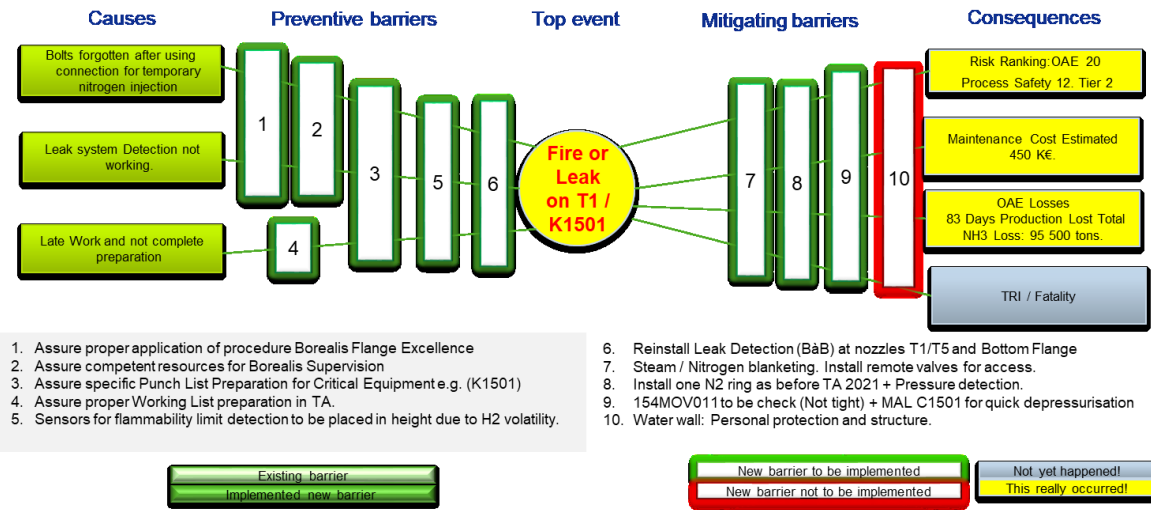 Causes
Preventive barriers
Top event
Mitigating barriers
Consequences
Bolts forgotten after using
connection for temporary
nitrogen injection
Leak system Detection not
working.
Late Work and not complete
preparation
1
2
3
4
5
6
Fire or
Leak
on T1 /
K1501
7
8
9
10
Risk Ranking: OAE 20
Process Safety 12. Tier 2
Maintenance Cost Estimated
450 K€.
OAE Losses
83 Days Production Lost Total
NH3 Loss: 95 500 tons.
TRI / Fatality
1. Assure proper application of procedure Borealis Flange Excellence
2. Assure competent resources for Borealis Supervision
3. Assure specific Punch List Preparation for Critical Equipment e.g. (K1501)
4. Assure proper Working List preparation in TA.
5. Sensors for flammability limit detection to be placed in height due to H2 volatility.
6. Reinstall Leak Detection (BàB) at nozzles T1/T5 and Bottom Flange
7. Steam / Nitrogen blanketing. Install remote valves for access.
8. Install one N2 ring as before TA 2021 + Pressure detection.
9. 154MOV011 to be check (Not tight) + MAL C1501 for quick depressurisation
10. Water wall: Personal protection and structure.
Existing barrier
Implemented new barrier
New barrier to be implemented
New barrier not to be implemented
Not yet happened!
This really occurred!